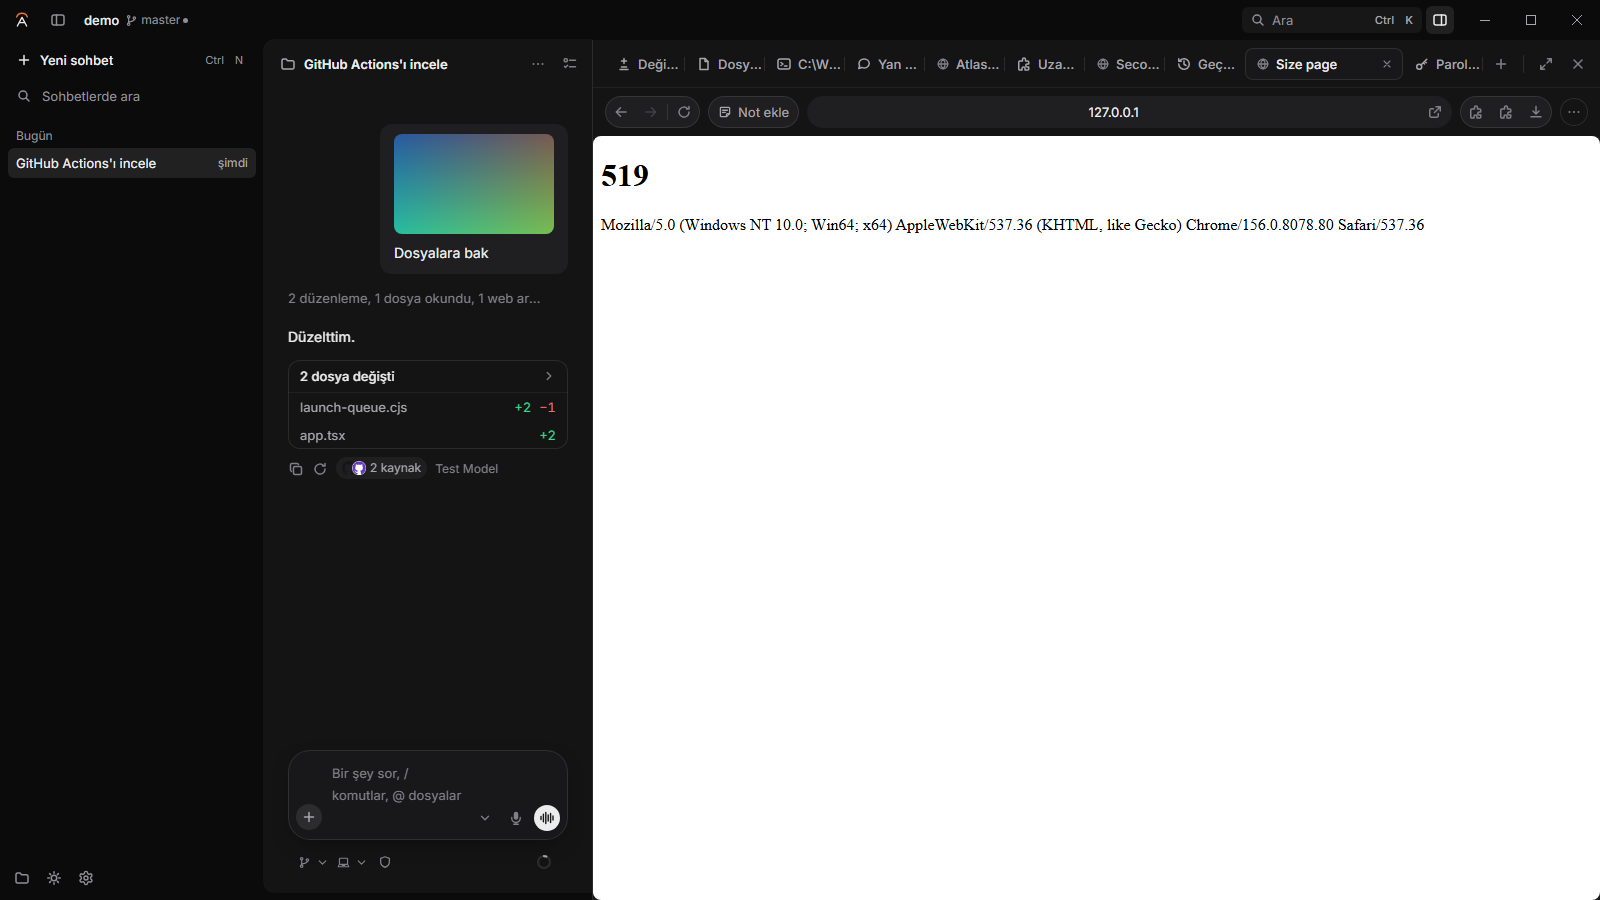 demo master
Ara Ctrl K
Yeni sohbet Ctrl N
Sohbetlerde ara
Bugün
GitHub Actions'ı incele şimdi
GitHub Actions'ı incele
Dosyalara bak
2 düzenleme, 1 dosya okundu, 1 web ar...
Düzelttim.
2 dosya değişti
launch-queue.cjs +2 −1
app.tsx +2
2 kaynak Test Model
Bir şey sor, /
komutlar, @ dosyalar
Deği... Dosy... C:\W... Yan ... Atlas... Uza... Seco... Geç... Size page Parol...
Not ekle 127.0.0.1
519
Mozilla/5.0 (Windows NT 10.0; Win64; x64) AppleWebKit/537.36 (KHTML, like Gecko) Chrome/156.0.8078.80 Safari/537.36